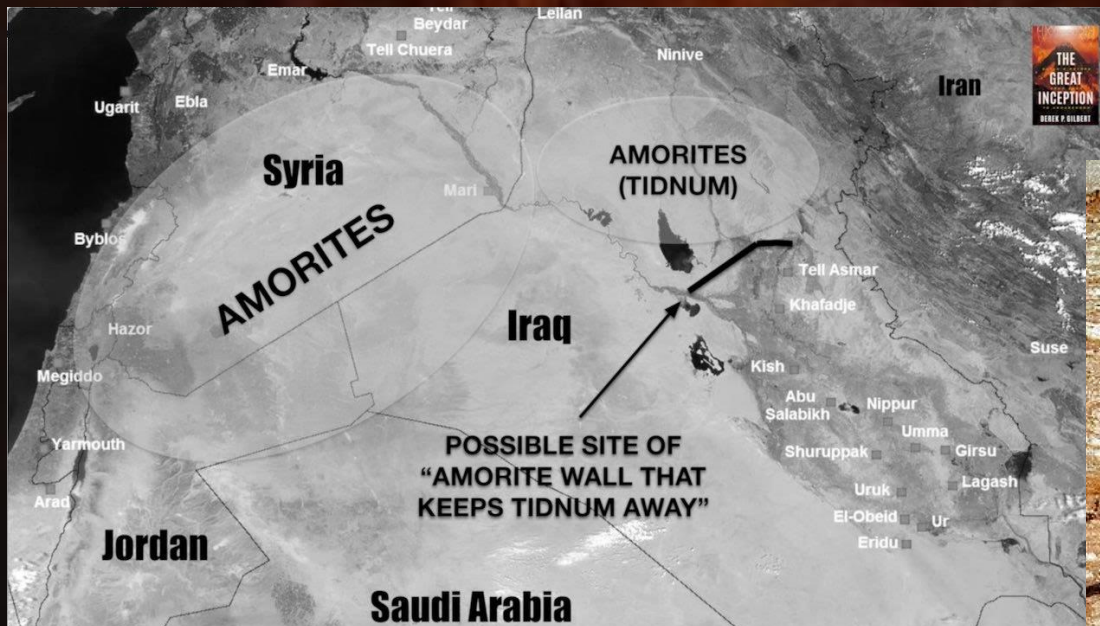 Tell
Beydar
Leilan
Tell Chuera
Ninive
Emar
Iran
THE
GREAT
INCEPTION
DEREK P. GILBERT
Ugarit
Ebla
Syria
AMORITES
(TIDNUM)
Mari
AMORITES
Byblos
Tell Asmar
Khafadje
Hazor
Iraq
Suse
Megiddo
Kish
Abu
Salabikh
Nippur
Umma
Yarmouth
POSSIBLE SITE OF
“AMORITE WALL THAT
KEEPS TIDNUM AWAY”
Shuruppak
Girsu
Arad
Uruk
Lagash
El-Obeid
Ur
Jordan
Eridu
Saudi Arabia